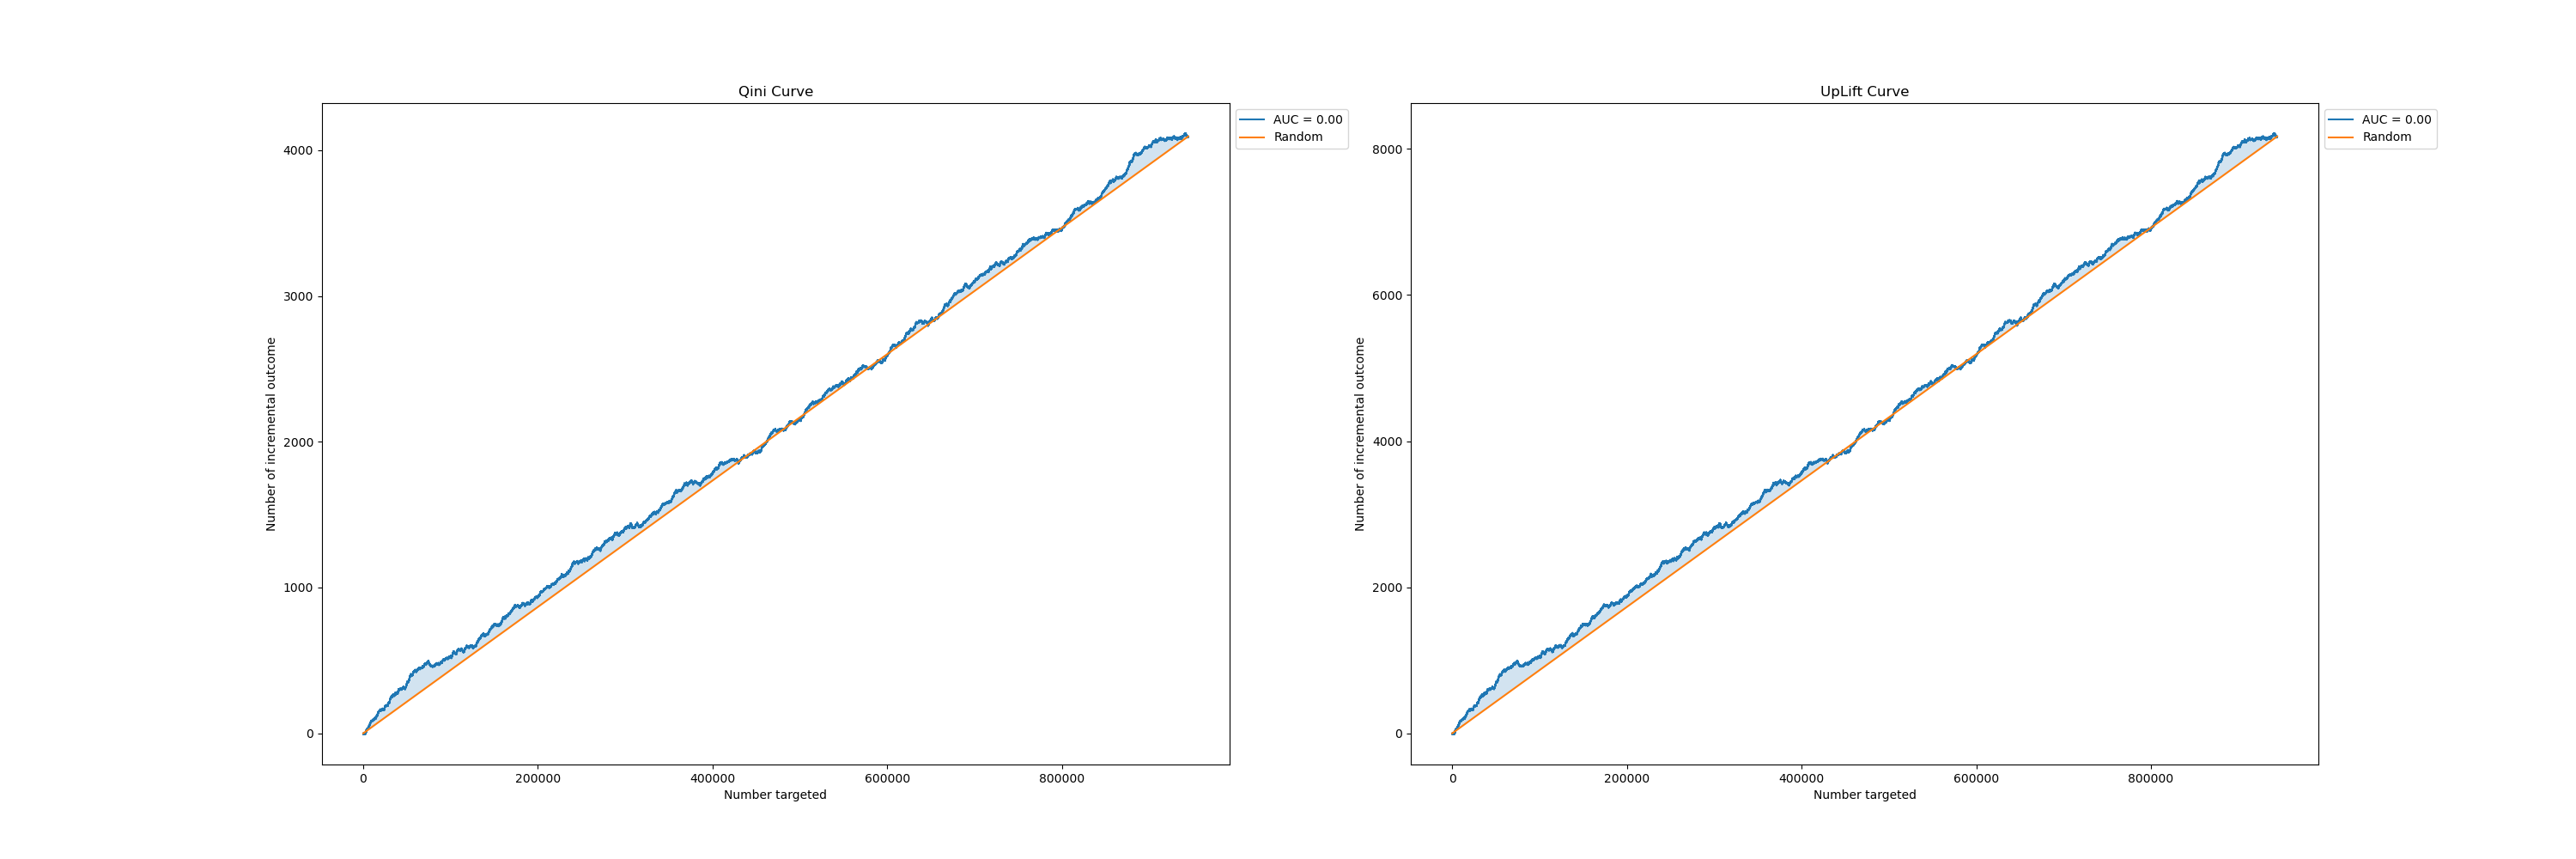 Qini Curve
AUC = 0.00
Random
4000
3000
2000
1000
0
Number of incremental outcome
0 200000 400000 600000 800000
Number targeted
UpLift Curve
AUC = 0.00
Random
8000
6000
4000
2000
0
Number of incremental outcome
0 200000 400000 600000 800000
Number targeted